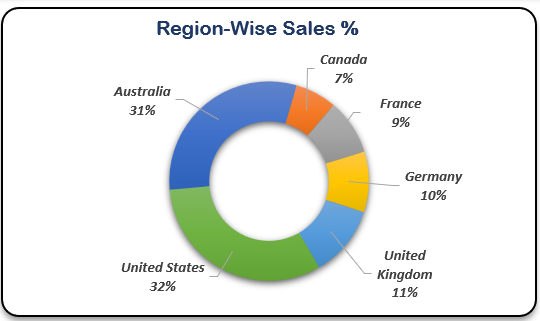 Region-Wise Sales %
Canada
7%
Australia
31%
France
9%
Germany
10%
United
Kingdom
11%
United States
32%